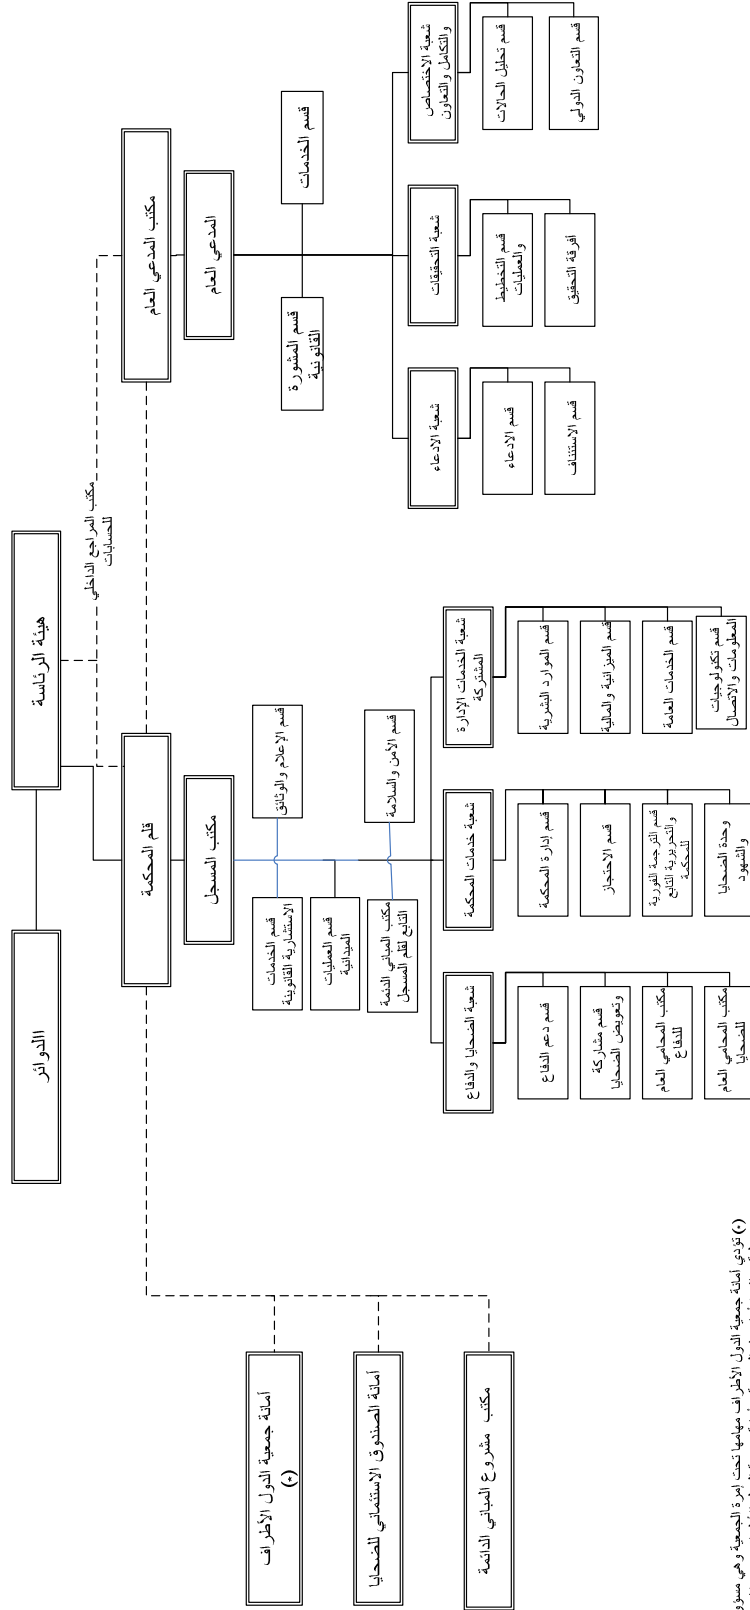 هيئة الرئاسة
الدوائر
مكتب المراجع الداخلي
للحسابات
مكتب المدعي العام
المدعي العام
قسم الخدمات
قسم المشورة
القانونية
شعبة الاختصاص
والتكامل والتعاون
قسم تحليل الحالات
قسم التعاون الدولي
شعبة التحقيقات
قسم التخطيط
والعمليات
أفرقة التحقيق
شعبة الادعاء
قسم الادعاء
قسم الاستئناف
قلم المحكمة
مكتب المسجل
قسم الإعلام والوثائق
قسم الخدمات
الاستشارية القانونية
قسم العمليات
الميدانية
قسم الأمن والسلامة
مكتب المباني الدئمة
التابع لقلم المسجل
شعبة الخدمات الإدارة
المشتركة
قسم الموارد البشرية
قسم الميزانية والمالية
قسم الخدمات العامة
قسم تكنولوجيات
المعلومات والاتصال
شعبة خدمات المحكمة
قسم إدارة المحكمة
قسم الاحتجاز
قسم الترجمة الفورية
والتحريرية التابع
للمحكمة
وحدة الضحايا
والشهود
شعبة الضحايا والدفاع
قسم دعم الدفاع
قسم مشاركة
وتعويض الضحايا
مكتب المحامي العام
للدفاع
مكتب المحامي العام
للضحايا
أمانة جمعية الدول الأطراف
(*)
أمانة الصندوق الاستئماني للضحايا
مكتب مشروع المباني الدائمة
(*) تؤدي أمانة جمعية الدول الأطراف مهامها تحت إمرة الجمعية وهي